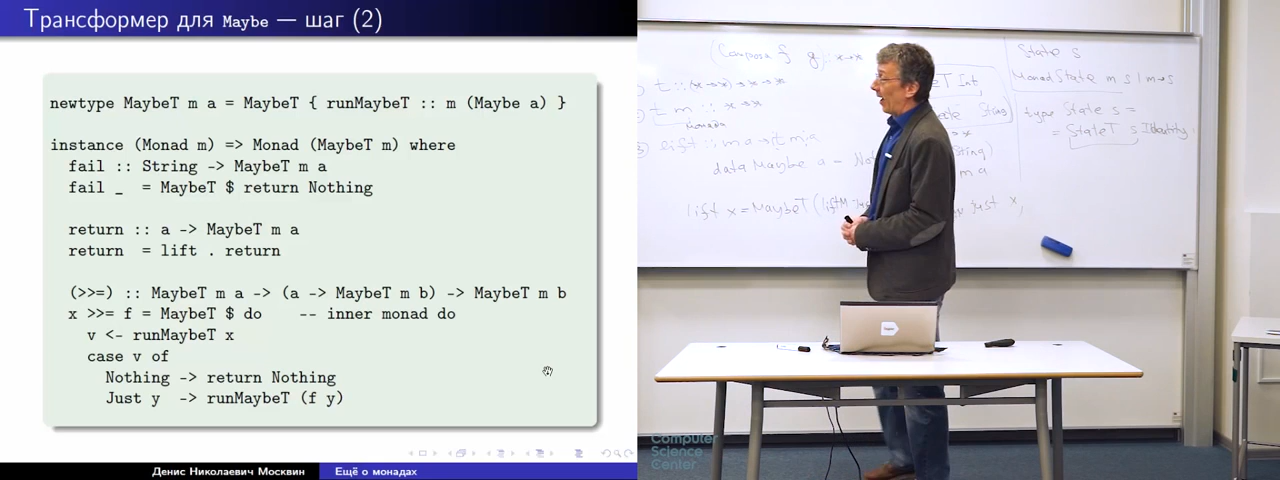 Трансформер для Maybe — шаг (2)
newtype MaybeT m a = MaybeT { runMaybeT :: m (Maybe a) }
instance (Monad m) => Monad (MaybeT m) where
fail :: String -> MaybeT m a
fail _ = MaybeT $ return Nothing
return :: a -> MaybeT m a
return = lift . return
(>>=) :: MaybeT m a -> (a -> MaybeT m b) -> MaybeT m b
x >>= f = MaybeT $ do -- inner monad do
v <- runMaybeT x
case v of
Nothing -> return Nothing
Just y -> runMaybeT (f y)
Денис Николаевич Москвин
Ещё о монадах
(Compose f g) :: *->*
t :: (*->*)->*->*
t m :: *->*
монада
lift :: m a -> t m a
data Maybe a =
lift x = MaybeT (liftM Just x)
State s
MonadState m s | m->s
type State s =
= StateT s Identity
Computer
Science
Center